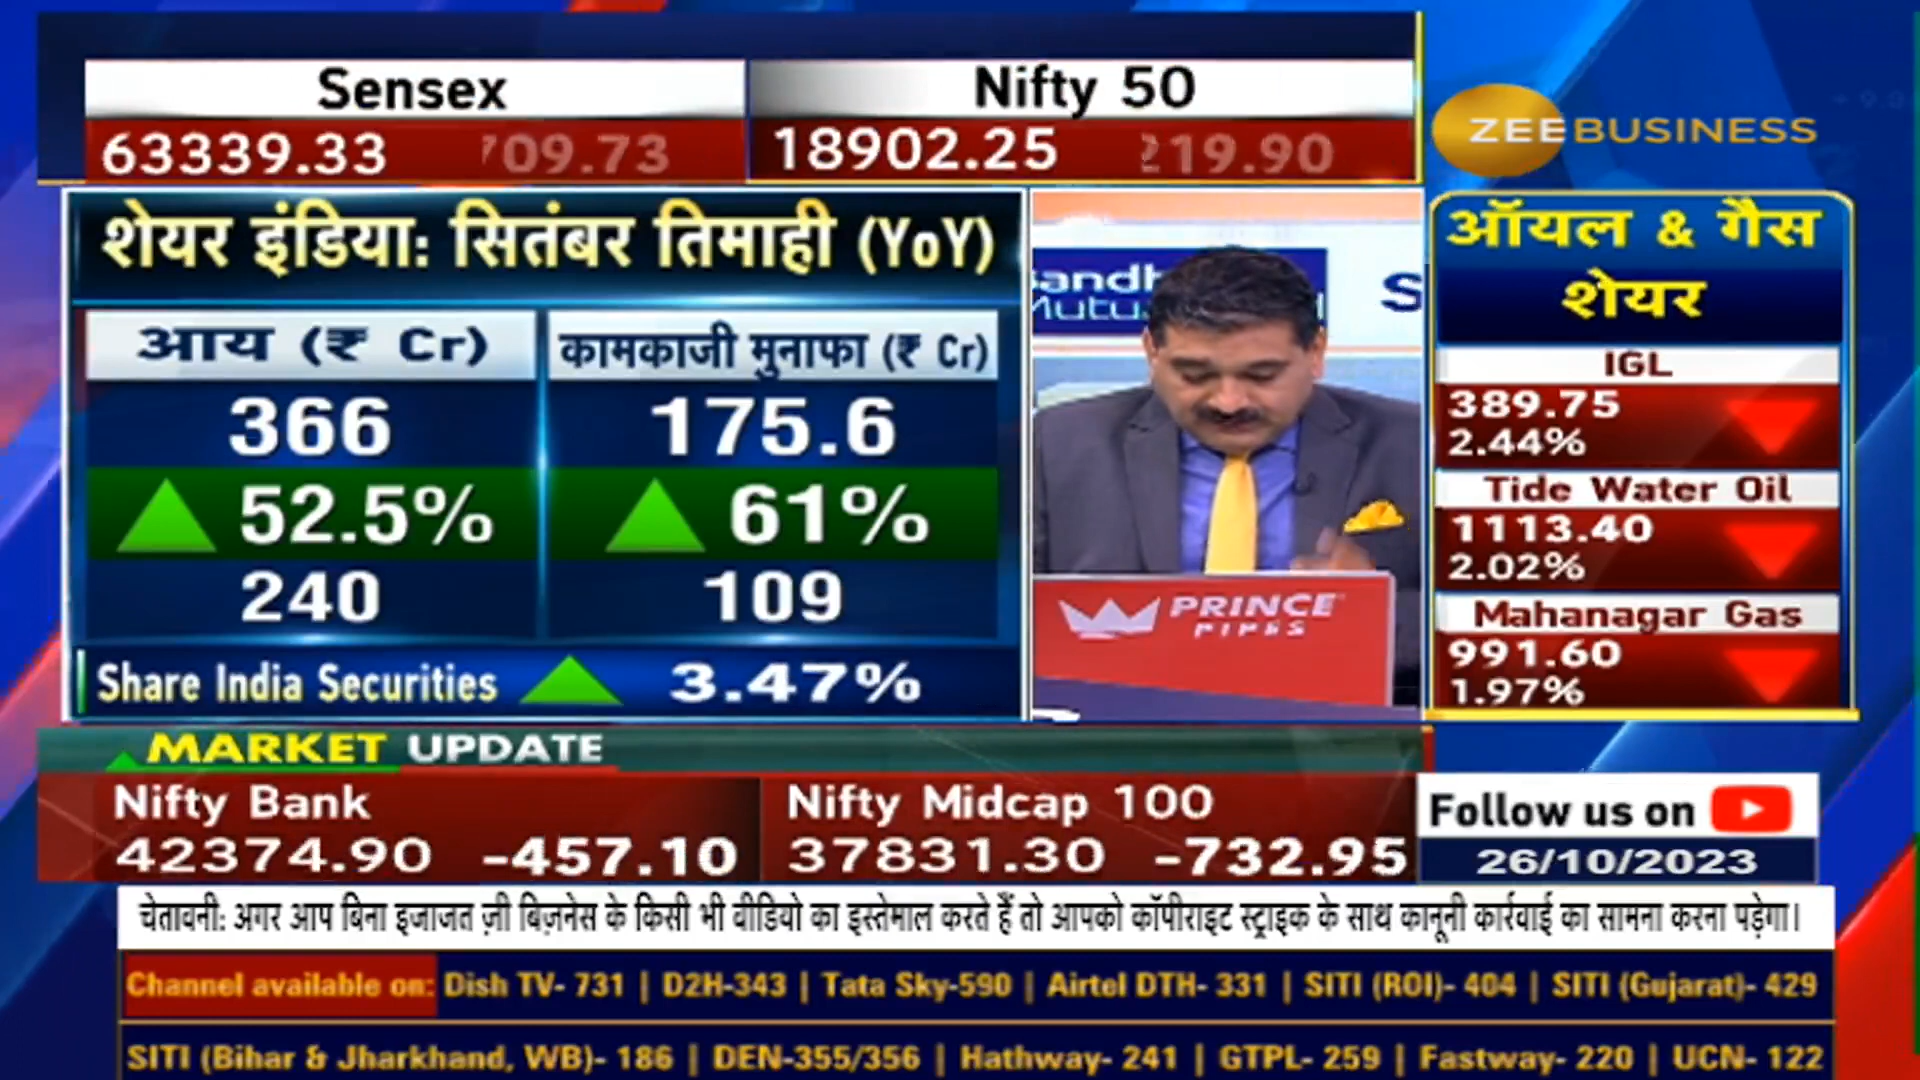 Sensex
Nifty 50
63339.33 709.73
18902.25 219.90
ZEE BUSINESS
शेयर इंडिया: सितंबर तिमाही (YoY)
आय (₹ Cr)
कामकाजी मुनाफा (₹ Cr)
366
175.6
52.5%
61%
240
109
Share India Securities 3.47%
PRINCE
PIPES
ऑयल & गैस
शेयर
IGL
389.75
2.44%
Tide Water Oil
1113.40
2.02%
Mahanagar Gas
991.60
1.97%
MARKET UPDATE
Nifty Bank
42374.90 -457.10
Nifty Midcap 100
37831.30 -732.95
Follow us on
26/10/2023
चेतावनी: अगर आप बिना इजाजत ज़ी बिज़नेस के किसी भी वीडियो का इस्तेमाल करते हैं तो आपको कॉपीराइट स्ट्राइक के साथ कानूनी कार्रवाई का सामना करना पड़ेगा।
Channel available on: Dish TV- 731 | D2H-343 | Tata Sky-590 | Airtel DTH- 331 | SITI (ROI)- 404 | SITI (Gujarat)- 429
SITI (Bihar & Jharkhand, WB)- 186 | DEN-355/356 | Hathway- 241 | GTPL- 259 | Fastway- 220 | UCN- 122